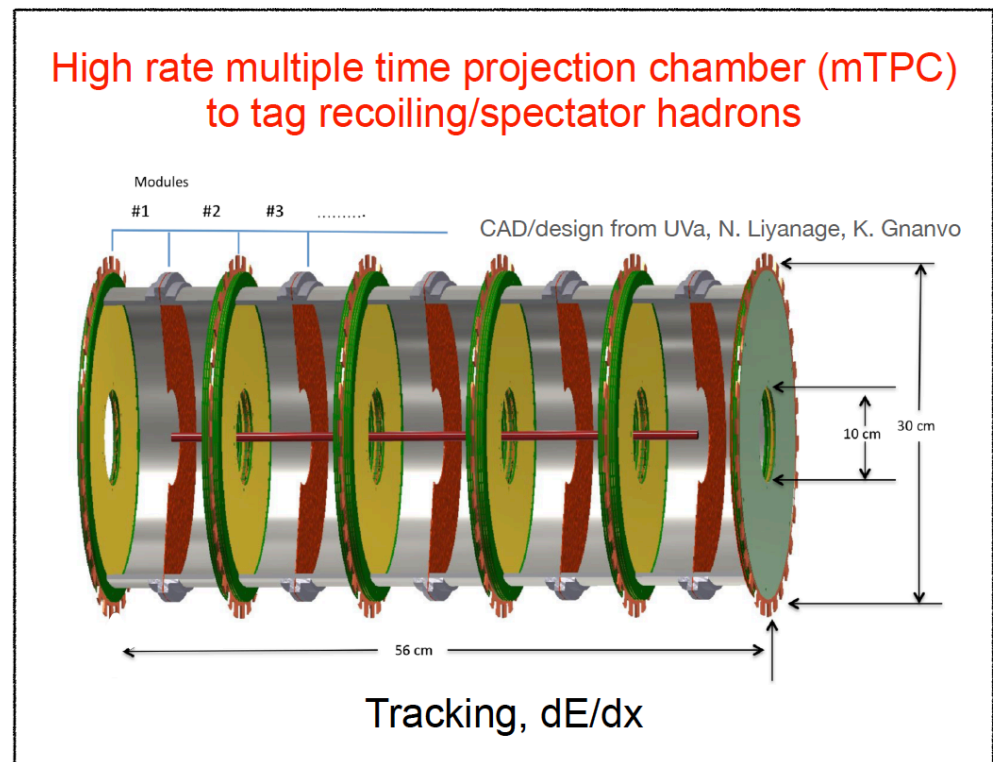 High rate multiple time projection chamber (mTPC)
to tag recoiling/spectator hadrons
Modules
#1 #2 #3 ..........
CAD/design from UVa, N. Liyanage, K. Gnanvo
10 cm
30 cm
56 cm
Tracking, dE/dx